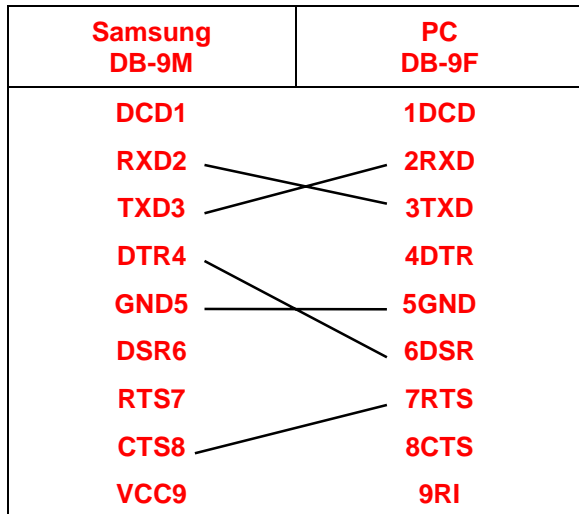 Samsung PC
DB-9M DB-9F
DCD1 1DCD
RXD2 2RXD
TXD3 3TXD
DTR4 4DTR
GND5 5GND
DSR6 6DSR
RTS7 7RTS
CTS8 8CTS
VCC9 9RI